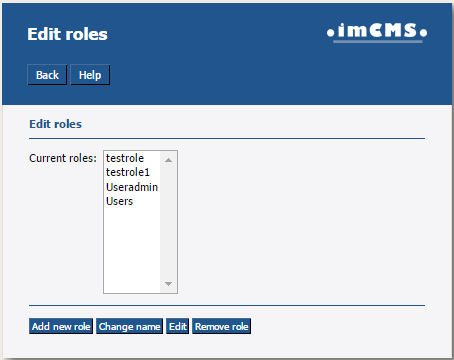 Edit roles
imCMS
Back Help
Edit roles
Current roles: testrole
testrole1
Useradmin
Users
Add new role Change name Edit Remove role